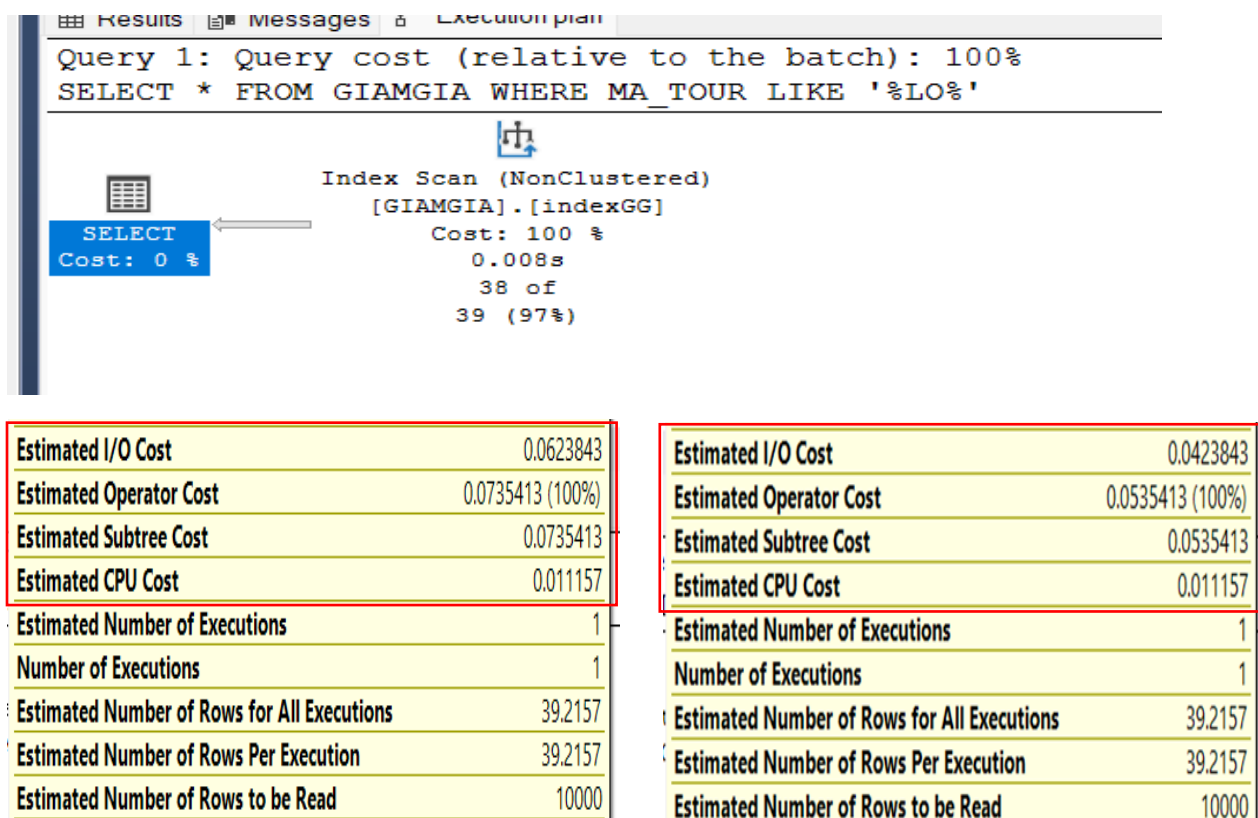 Results Messages Execution plan
Query 1: Query cost (relative to the batch): 100%
SELECT * FROM GIAMGIA WHERE MA_TOUR LIKE '%LO%'
Index Scan (NonClustered)
[GIAMGIA].[indexGG]
Cost: 100 %
0.008s
38 of
39 (97%)
SELECT
Cost: 0 %
Estimated I/O Cost 0.0623843
Estimated Operator Cost 0.0735413 (100%)
Estimated Subtree Cost 0.0735413
Estimated CPU Cost 0.011157
Estimated Number of Executions 1
Number of Executions 1
Estimated Number of Rows for All Executions 39.2157
Estimated Number of Rows Per Execution 39.2157
Estimated Number of Rows to be Read 10000
Estimated I/O Cost 0.0423843
Estimated Operator Cost 0.0535413 (100%)
Estimated Subtree Cost 0.0535413
Estimated CPU Cost 0.011157
Estimated Number of Executions 1
Number of Executions 1
Estimated Number of Rows for All Executions 39.2157
Estimated Number of Rows Per Execution 39.2157
Estimated Number of Rows to be Read 10000